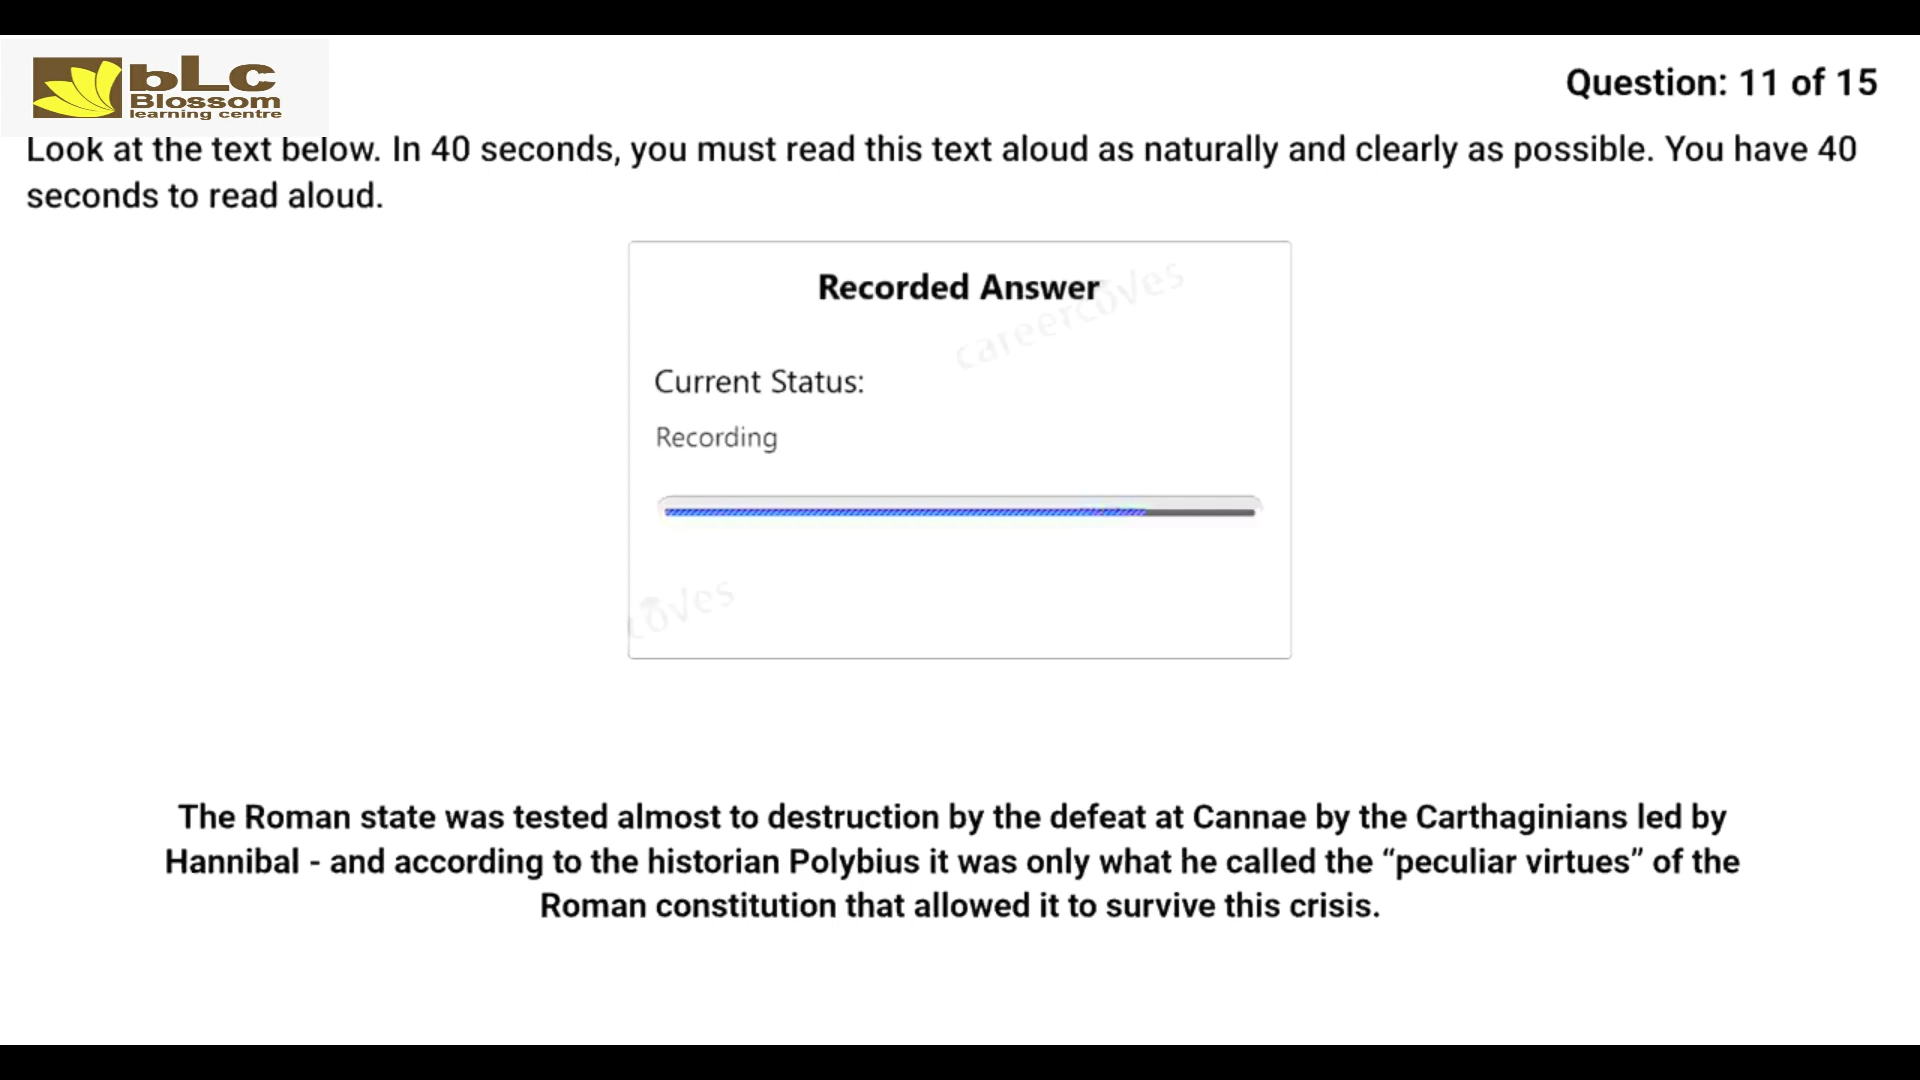 bLc
Blossom
learning centre
Question: 11 of 15
Look at the text below. In 40 seconds, you must read this text aloud as naturally and clearly as possible. You have 40
seconds to read aloud.
Recorded Answer
careercoves
Current Status:
Recording
coves
The Roman state was tested almost to destruction by the defeat at Cannae by the Carthaginians led by
Hannibal - and according to the historian Polybius it was only what he called the “peculiar virtues” of the
Roman constitution that allowed it to survive this crisis.